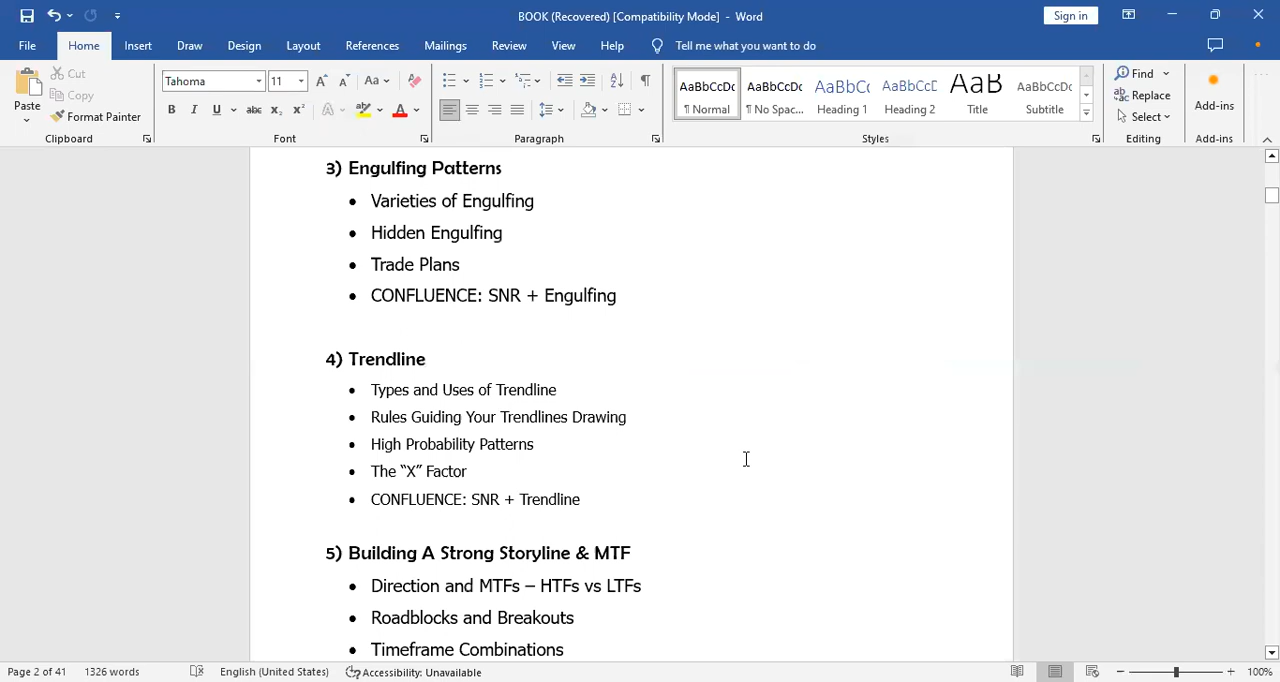 BOOK (Recovered) [Compatibility Mode] - Word
Sign in
File Home Insert Draw Design Layout References Mailings Review View Help Tell me what you want to do
Paste
Cut
Copy
Format Painter
Clipboard
Tahoma 11
Font
Paragraph
AaBbCcDc AaBbCcDc AaBbCc AaBbCcD AaB AaBbCcDc
¶ Normal ¶ No Spac... Heading 1 Heading 2 Title Subtitle
Styles
Find
Replace
Select
Editing
Add-ins
Add-ins
3) Engulfing Patterns
• Varieties of Engulfing
• Hidden Engulfing
• Trade Plans
• CONFLUENCE: SNR + Engulfing
4) Trendline
• Types and Uses of Trendline
• Rules Guiding Your Trendlines Drawing
• High Probability Patterns
• The “X” Factor
• CONFLUENCE: SNR + Trendline
5) Building A Strong Storyline & MTF
• Direction and MTFs – HTFs vs LTFs
• Roadblocks and Breakouts
• Timeframe Combinations
Page 2 of 41 1326 words English (United States) Accessibility: Unavailable 100%